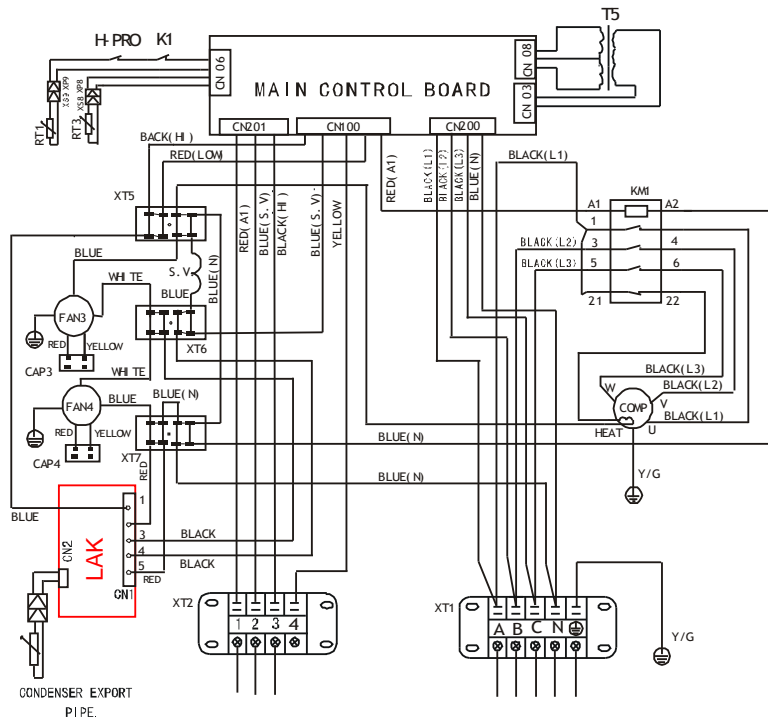 T5
H-PRO K1
CN 06
CN 08
CN 03
MAIN CONTROL BOARD
XS9 XP9
XS8 XP8
RT1
RT3
CN201
CN100
CN200
BACK(HI)
RED(LOW)
RED(A1)
BLUE(S.V)
BLACK(HI)
BLUE(S.V)
YELLOW
RED(A1)
BLACK(L1)
BLACK(L2)
BLACK(L3)
BLUE(N)
BLACK(L1)
KM1
A1
A2
1
BLACK(L2) 3
4
BLACK(L3) 5
6
21
22
XT5
BLUE
S.V.
BLUE(N)
WHITE
BLUE
FAN3
RED
YELLOW
CAP3
XT6
WHITE
BLUE(N)
BLUE
FAN4
RED
YELLOW
CAP4
XT7
RED
BLACK(L3)
BLACK(L2)
BLACK(L1)
W
COMP
V
HEAT
U
BLUE(N)
BLUE(N)
Y/G
BLUE
CN2
LAK
1
3
BLACK
4
BLACK
5
RED
CN1
XT2
1 2 3 4
XT1
A B C N
Y/G
CONDENSER EXPORT
PIPE.